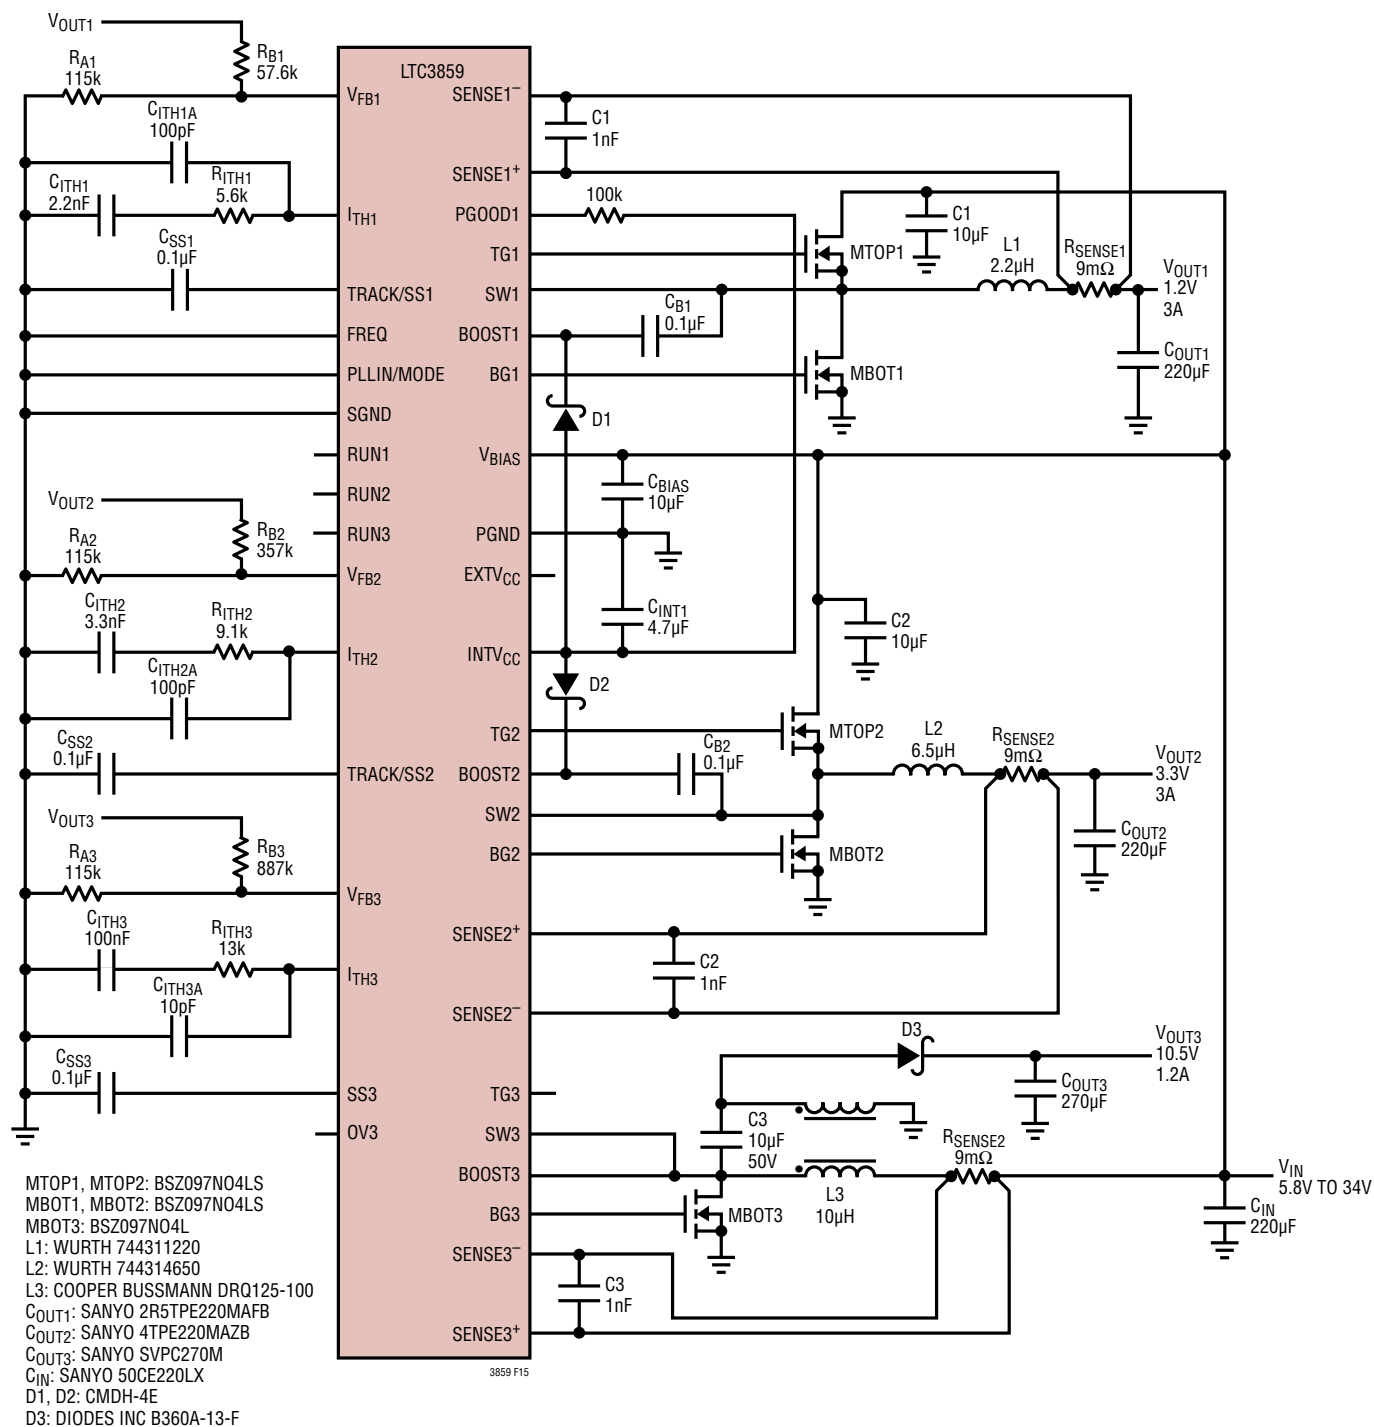 VOUT1
RA1
115k
RB1
57.6k
CITH1A
100pF
CITH1
2.2nF
RITH1
5.6k
CSS1
0.1µF
VOUT2
RA2
115k
RB2
357k
CITH2
3.3nF
RITH2
9.1k
CITH2A
100pF
CSS2
0.1µF
VOUT3
RA3
115k
RB3
887k
CITH3
100nF
RITH3
13k
CITH3A
10pF
CSS3
0.1µF
LTC3859
VFB1
ITH1
TRACK/SS1
FREQ
PLLIN/MODE
SGND
RUN1
RUN2
RUN3
VFB2
ITH2
TRACK/SS2
VFB3
ITH3
SS3
OV3
SENSE1–
SENSE1+
PGOOD1
TG1
SW1
BOOST1
BG1
VBIAS
PGND
EXTVCC
INTVCC
TG2
BOOST2
SW2
BG2
SENSE2+
SENSE2–
TG3
SW3
BOOST3
BG3
SENSE3–
SENSE3+
C1
1nF
100k
MTOP1
C1
10µF
L1
2.2µH
RSENSE1
9mΩ
VOUT1
1.2V
3A
CB1
0.1µF
MBOT1
COUT1
220µF
D1
CBIAS
10µF
CINT1
4.7µF
C2
10µF
D2
MTOP2
L2
6.5µH
RSENSE2
9mΩ
VOUT2
3.3V
3A
CB2
0.1µF
MBOT2
COUT2
220µF
C2
1nF
D3
VOUT3
10.5V
1.2A
COUT3
270µF
C3
10µF
50V
RSENSE2
9mΩ
L3
10µH
MBOT3
VIN
5.8V TO 34V
CIN
220µF
C3
1nF
3859 F15
MTOP1, MTOP2: BSZ097NO4LS
MBOT1, MBOT2: BSZ097NO4LS
MBOT3: BSZ097NO4L
L1: WURTH 744311220
L2: WURTH 744314650
L3: COOPER BUSSMANN DRQ125-100
COUT1: SANYO 2R5TPE220MAFB
COUT2: SANYO 4TPE220MAZB
COUT3: SANYO SVPC270M
CIN: SANYO 50CE220LX
D1, D2: CMDH-4E
D3: DIODES INC B360A-13-F